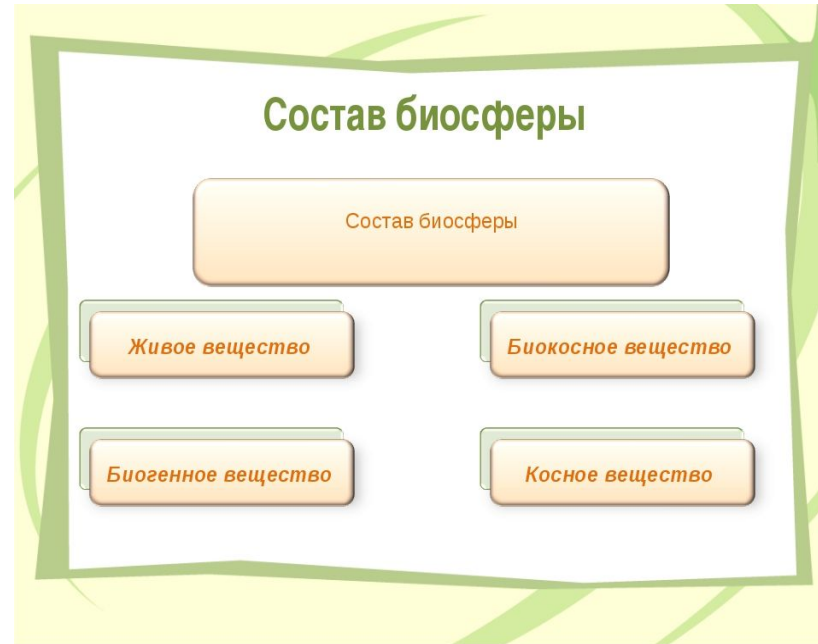 Состав биосферы
Состав биосферы
Живое вещество
Биокосное вещество
Биогенное вещество
Косное вещество